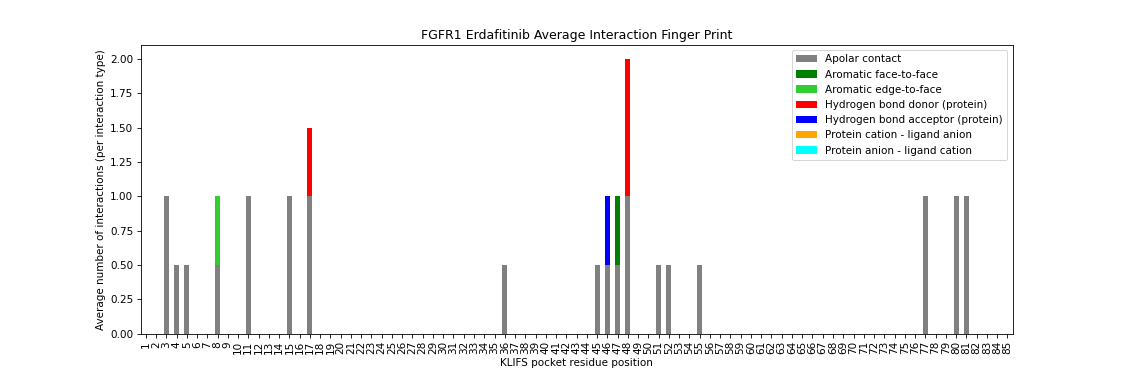 FGFR1 Erdafitinib Average Interaction Finger Print
Average number of interactions (per interaction type)
2.00
1.75
1.50
1.25
1.00
0.75
0.50
0.25
0.00
Apolar contact
Aromatic face-to-face
Aromatic edge-to-face
Hydrogen bond donor (protein)
Hydrogen bond acceptor (protein)
Protein cation - ligand anion
Protein anion - ligand cation
1 2 3 4 5 6 7 8 9 10 11 12 13 14 15 16 17 18 19 20 21 22 23 24 25 26 27 28 29 30 31 32 33 34 35 36 37 38 39 40 41 42 43 44 45 46 47 48 49 50 51 52 53 54 55 56 57 58 59 60 61 62 63 64 65 66 67 68 69 70 71 72 73 74 75 76 77 78 79 80 81 82 83 84 85
KLIFS pocket residue position